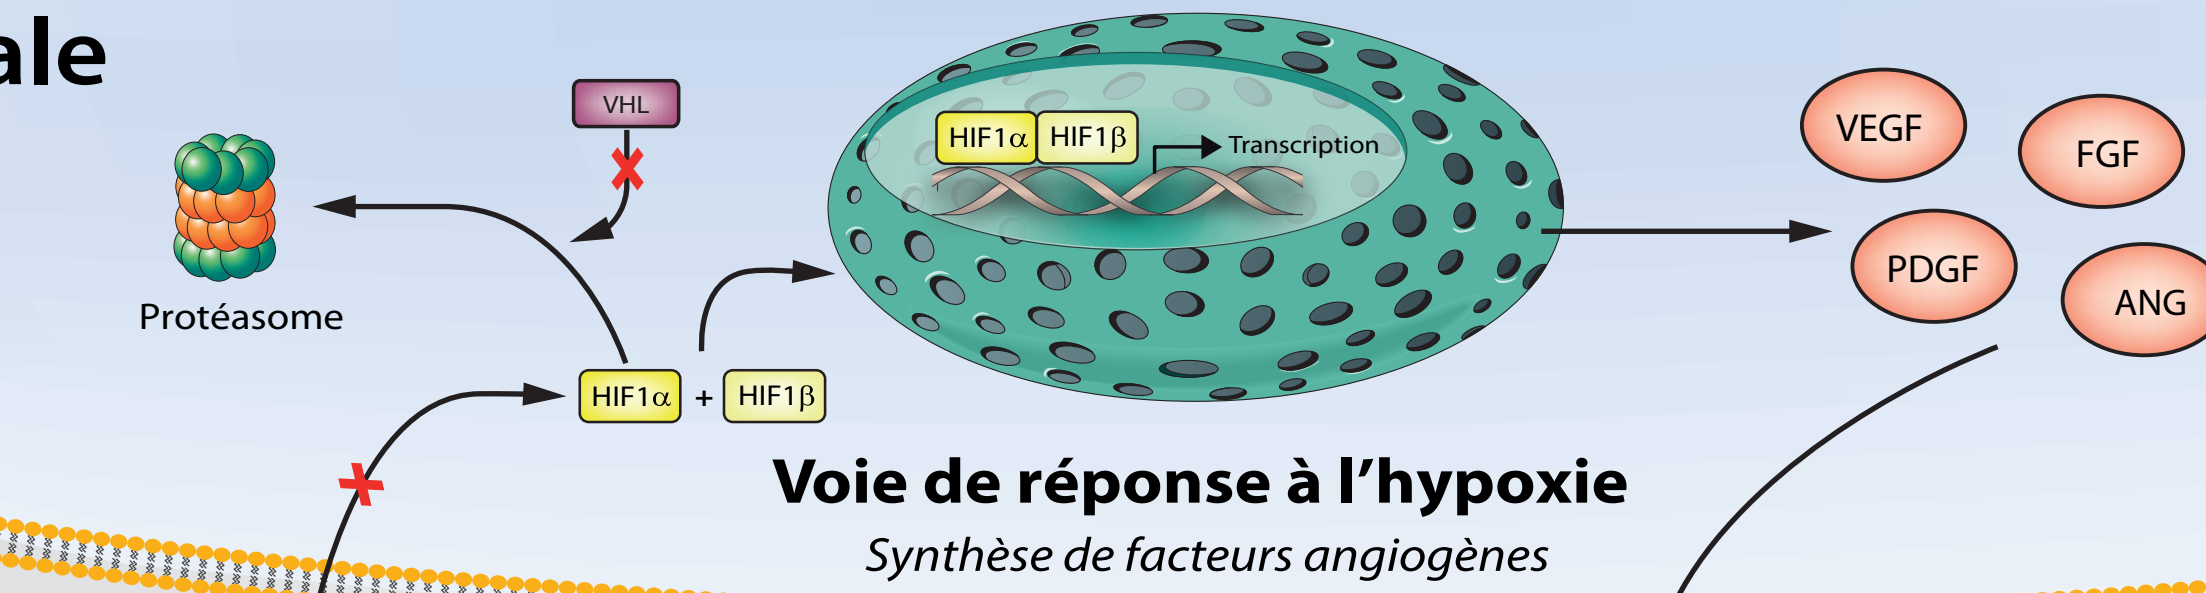 ale
VHL
HIF1α
HIF1β
Transcription
VEGF
FGF
PDGF
ANG
Protéasome
HIF1α + HIF1β
Voie de réponse à l’hypoxie
Synthèse de facteurs angiogènes